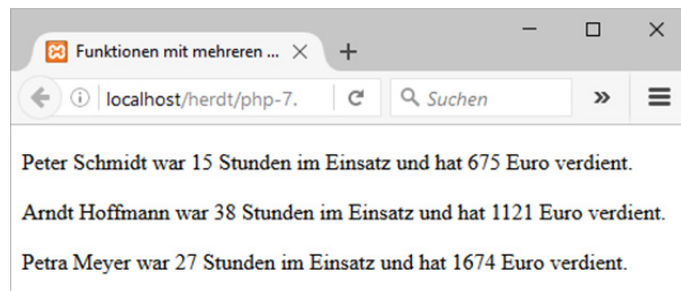 Funktionen mit mehreren ...
localhost/herdt/php-7.
Suchen
Peter Schmidt war 15 Stunden im Einsatz und hat 675 Euro verdient.
Arndt Hoffmann war 38 Stunden im Einsatz und hat 1121 Euro verdient.
Petra Meyer war 27 Stunden im Einsatz und hat 1674 Euro verdient.